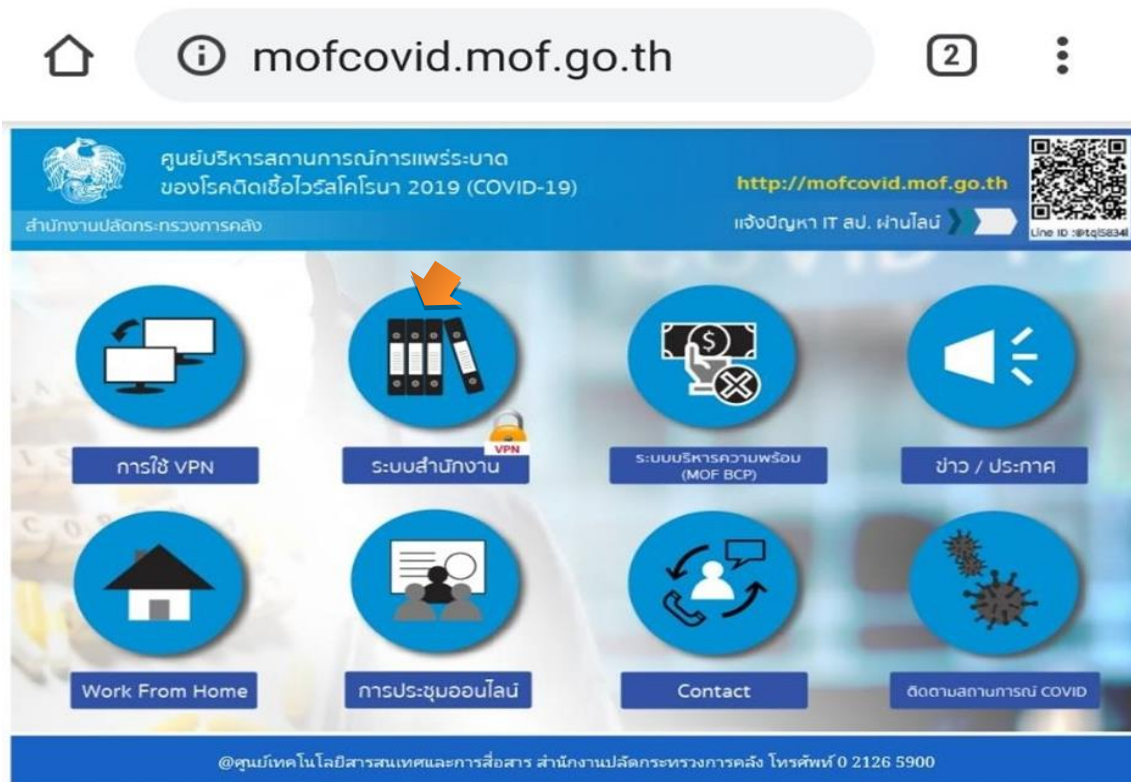 mofcovid.mof.go.th
2
ศูนย์บริหารสถานการณ์การแพร่ระบาด
ของโรคติดเชื้อไวรัสโคโรนา 2019 (COVID-19)
สำนักงานปลัดกระทรวงการคลัง
http://mofcovid.mof.go.th
แจ้งปัญหา IT สป. ผ่านไลน์
Line ID :@tql5834l
การใช้ VPN
VPN
ระบบสำนักงาน
ระบบบริหารความพร้อม
(MOF BCP)
ข่าว / ประกาศ
Work From Home
การประชุมออนไลน์
Contact
ติดตามสถานการณ์ COVID
@ศูนย์เทคโนโลยีสารสนเทศและการสื่อสาร สำนักงานปลัดกระทรวงการคลัง โทรศัพท์ 0 2126 5900